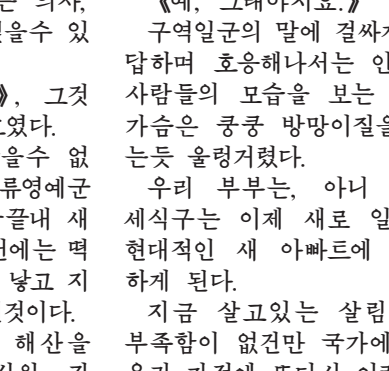 는 의사,
을수 있
》, 그것
였다.
을수 없
류영예군
끝내 새
에는 떡
낳고 지
것이다.
해산을
《예, 그래야지요.》
구역일군의 말에 걸싸게
답하며 호응해나서는 인
사람들의 모습을 보는
가슴은 쿵쿵 방망이질을
는듯 울렁거렸다.
우리 부부는, 아니
세식구는 이제 새로 일
현대적인 새 아빠트에
하게 된다.
지금 살고있는 살림
부족함이 없건만 국가에